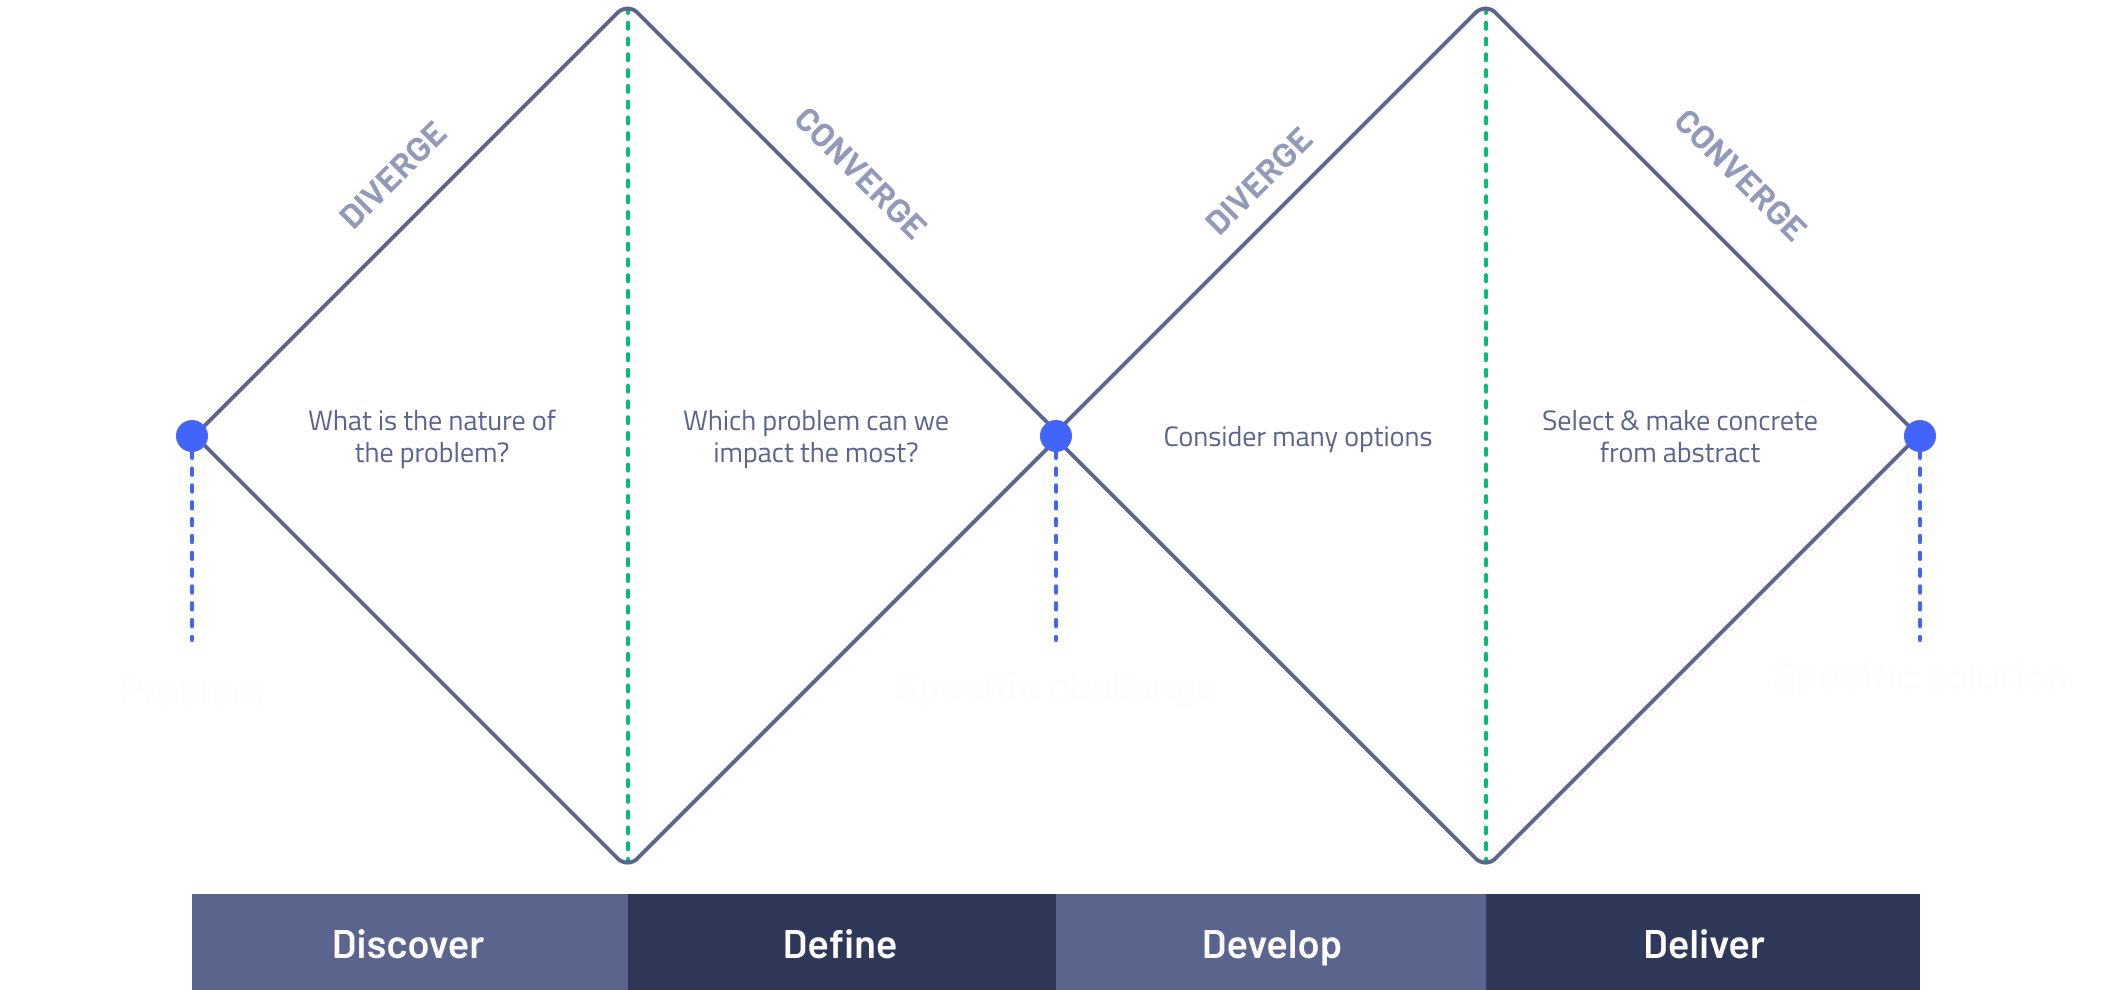 DIVERGE
CONVERGE
DIVERGE
CONVERGE
What is the nature of
the problem?
Which problem can we
impact the most?
Consider many options
Select & make concrete
from abstract
Problem
Specific challange
Specific solution
Discover
Define
Develop
Deliver